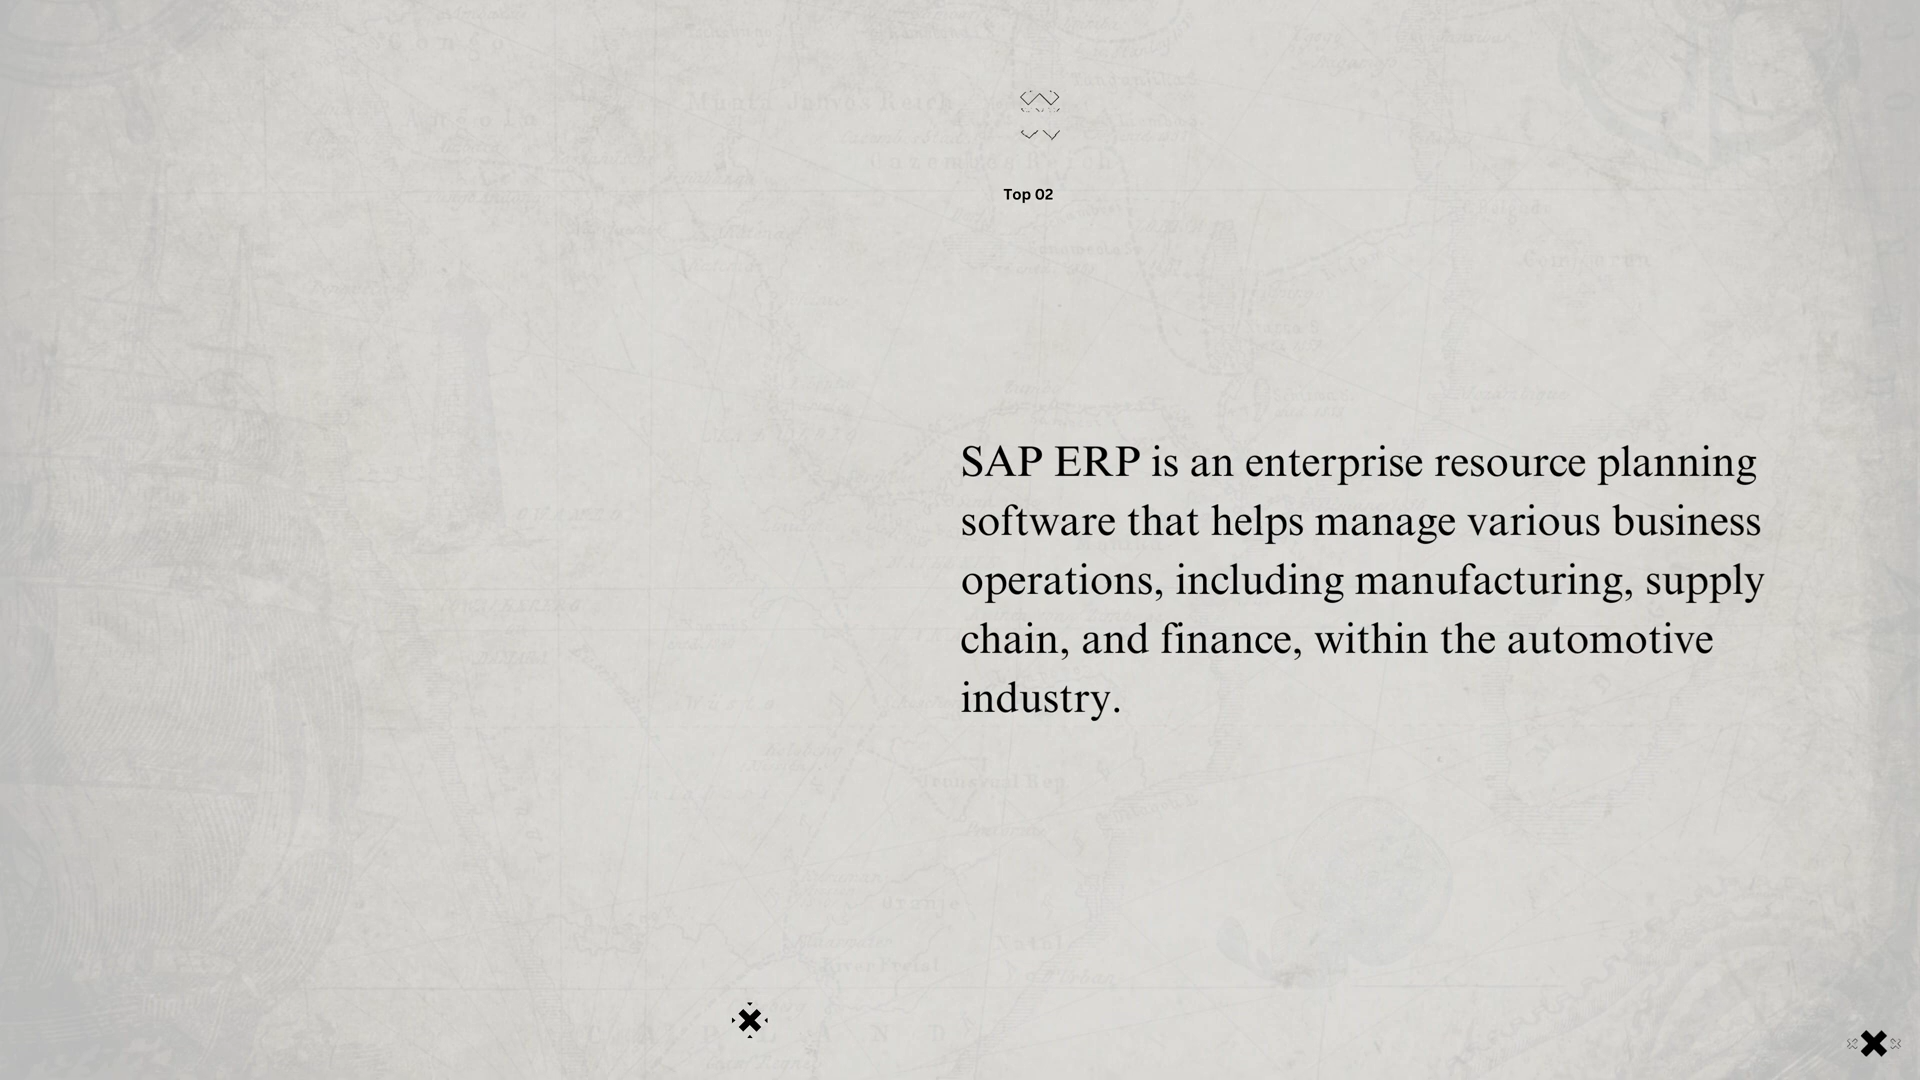 Top 02
SAP ERP is an enterprise resource planning
software that helps manage various business
operations, including manufacturing, supply
chain, and finance, within the automotive
industry.